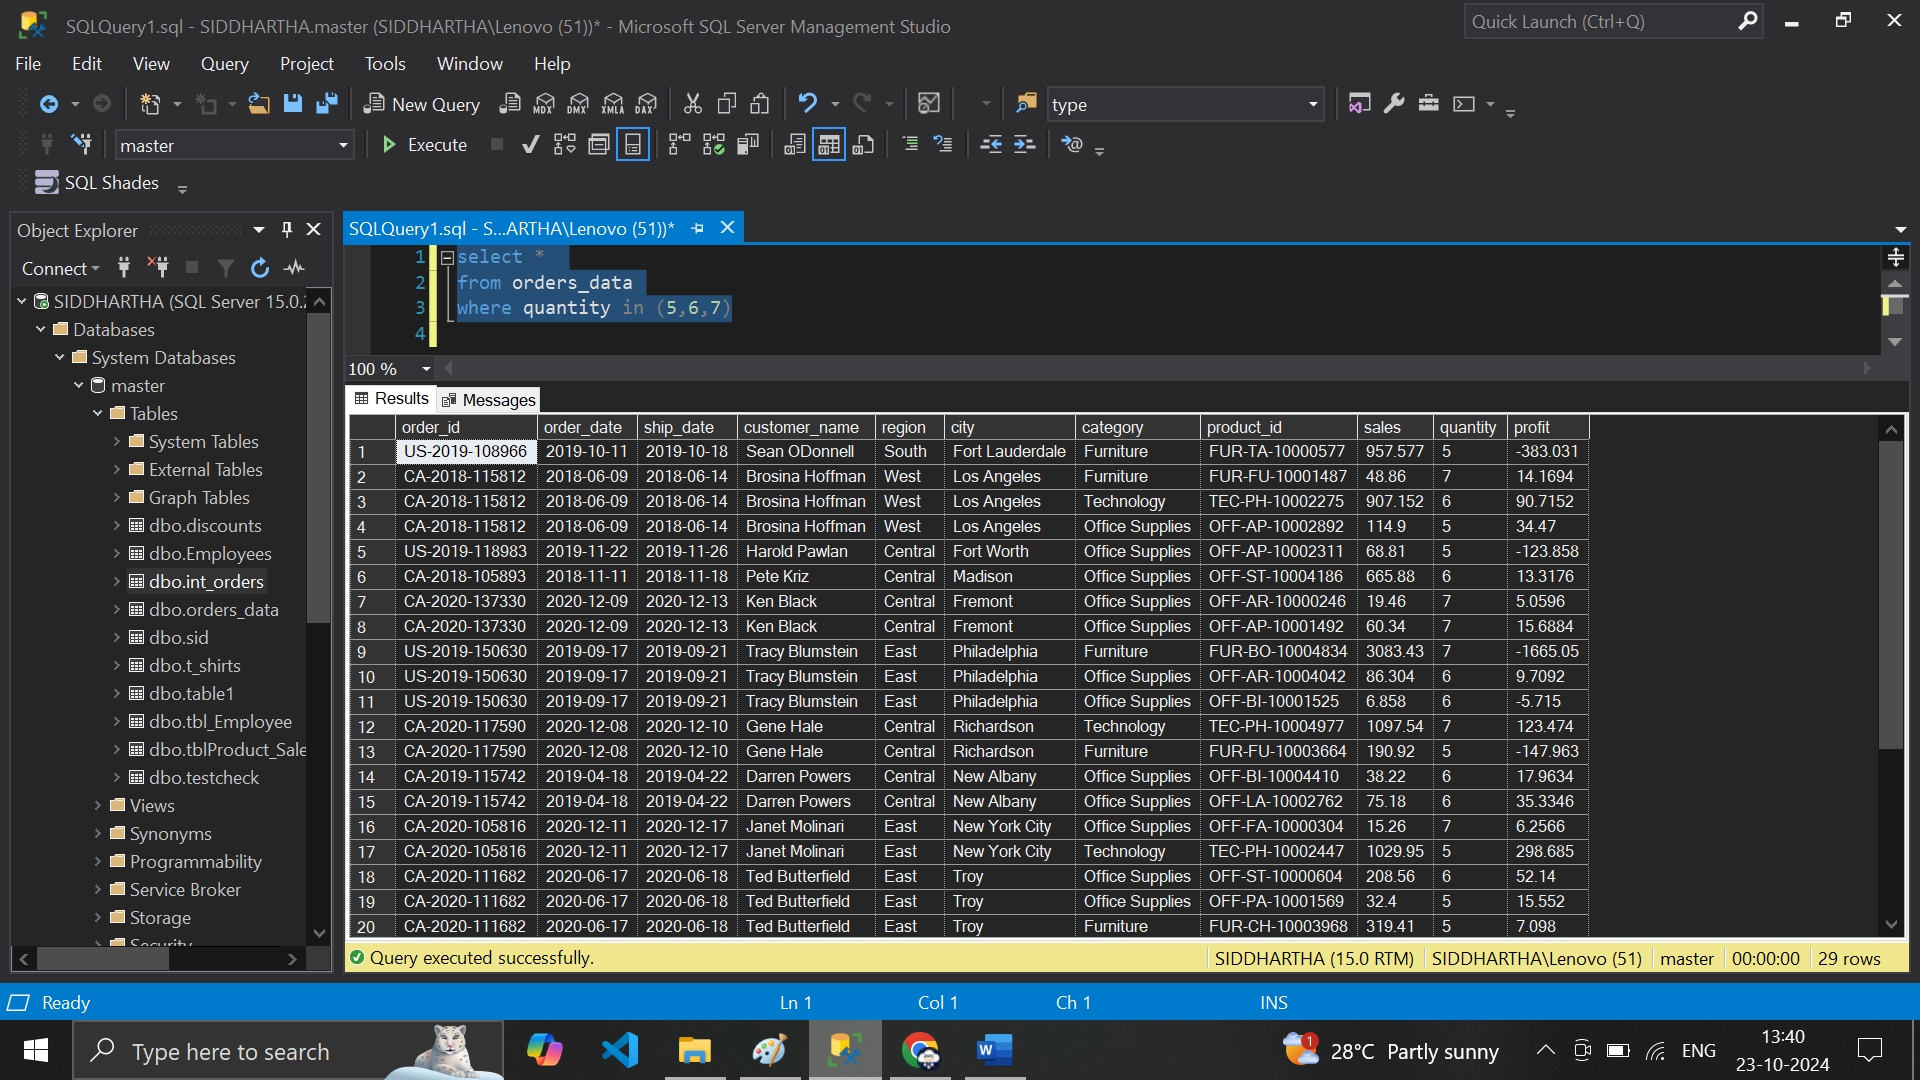 SQLQuery1.sql - SIDDHARTHA.master (SIDDHARTHA\Lenovo (51))* - Microsoft SQL Server Management Studio
Quick Launch (Ctrl+Q)
File Edit View Query Project Tools Window Help
New Query MDX DMX XMLA DAX type
master Execute
SQL Shades
Object Explorer
Connect
SIDDHARTHA (SQL Server 15.0.
Databases
System Databases
master
Tables
System Tables
External Tables
Graph Tables
dbo.discounts
dbo.Employees
dbo.int_orders
dbo.orders_data
dbo.sid
dbo.t_shirts
dbo.table1
dbo.tbl_Employee
dbo.tblProduct_Sale
dbo.testcheck
Views
Synonyms
Programmability
Service Broker
Storage
Security
SQLQuery1.sql - S...ARTHA\Lenovo (51))*
1 select *
2 from orders_data
3 where quantity in (5,6,7)
4
100 %
Results Messages
order_id order_date ship_date customer_name region city category product_id sales quantity profit
1 US-2019-108966 2019-10-11 2019-10-18 Sean ODonnell South Fort Lauderdale Furniture FUR-TA-10000577 957.577 5 -383.031
2 CA-2018-115812 2018-06-09 2018-06-14 Brosina Hoffman West Los Angeles Furniture FUR-FU-10001487 48.86 7 14.1694
3 CA-2018-115812 2018-06-09 2018-06-14 Brosina Hoffman West Los Angeles Technology TEC-PH-10002275 907.152 6 90.7152
4 CA-2018-115812 2018-06-09 2018-06-14 Brosina Hoffman West Los Angeles Office Supplies OFF-AP-10002892 114.9 5 34.47
5 US-2019-118983 2019-11-22 2019-11-26 Harold Pawlan Central Fort Worth Office Supplies OFF-AP-10002311 68.81 5 -123.858
6 CA-2018-105893 2018-11-11 2018-11-18 Pete Kriz Central Madison Office Supplies OFF-ST-10004186 665.88 6 13.3176
7 CA-2020-137330 2020-12-09 2020-12-13 Ken Black Central Fremont Office Supplies OFF-AR-10000246 19.46 7 5.0596
8 CA-2020-137330 2020-12-09 2020-12-13 Ken Black Central Fremont Office Supplies OFF-AP-10001492 60.34 7 15.6884
9 US-2019-150630 2019-09-17 2019-09-21 Tracy Blumstein East Philadelphia Furniture FUR-BO-10004834 3083.43 7 -1665.05
10 US-2019-150630 2019-09-17 2019-09-21 Tracy Blumstein East Philadelphia Office Supplies OFF-AR-10004042 86.304 6 9.7092
11 US-2019-150630 2019-09-17 2019-09-21 Tracy Blumstein East Philadelphia Office Supplies OFF-BI-10001525 6.858 6 -5.715
12 CA-2020-117590 2020-12-08 2020-12-10 Gene Hale Central Richardson Technology TEC-PH-10004977 1097.54 7 123.474
13 CA-2020-117590 2020-12-08 2020-12-10 Gene Hale Central Richardson Furniture FUR-FU-10003664 190.92 5 -147.963
14 CA-2019-115742 2019-04-18 2019-04-22 Darren Powers Central New Albany Office Supplies OFF-BI-10004410 38.22 6 17.9634
15 CA-2019-115742 2019-04-18 2019-04-22 Darren Powers Central New Albany Office Supplies OFF-LA-10002762 75.18 6 35.3346
16 CA-2020-105816 2020-12-11 2020-12-17 Janet Molinari East New York City Office Supplies OFF-FA-10000304 15.26 7 6.2566
17 CA-2020-105816 2020-12-11 2020-12-17 Janet Molinari East New York City Technology TEC-PH-10002447 1029.95 5 298.685
18 CA-2020-111682 2020-06-17 2020-06-18 Ted Butterfield East Troy Office Supplies OFF-ST-10000604 208.56 6 52.14
19 CA-2020-111682 2020-06-17 2020-06-18 Ted Butterfield East Troy Office Supplies OFF-PA-10001569 32.4 5 15.552
20 CA-2020-111682 2020-06-17 2020-06-18 Ted Butterfield East Troy Furniture FUR-CH-10003968 319.41 5 7.098
Query executed successfully. SIDDHARTHA (15.0 RTM) SIDDHARTHA\Lenovo (51) master 00:00:00 29 rows
Ready Ln 1 Col 1 Ch 1 INS
Type here to search
1 28°C Partly sunny ENG
13:40
23-10-2024